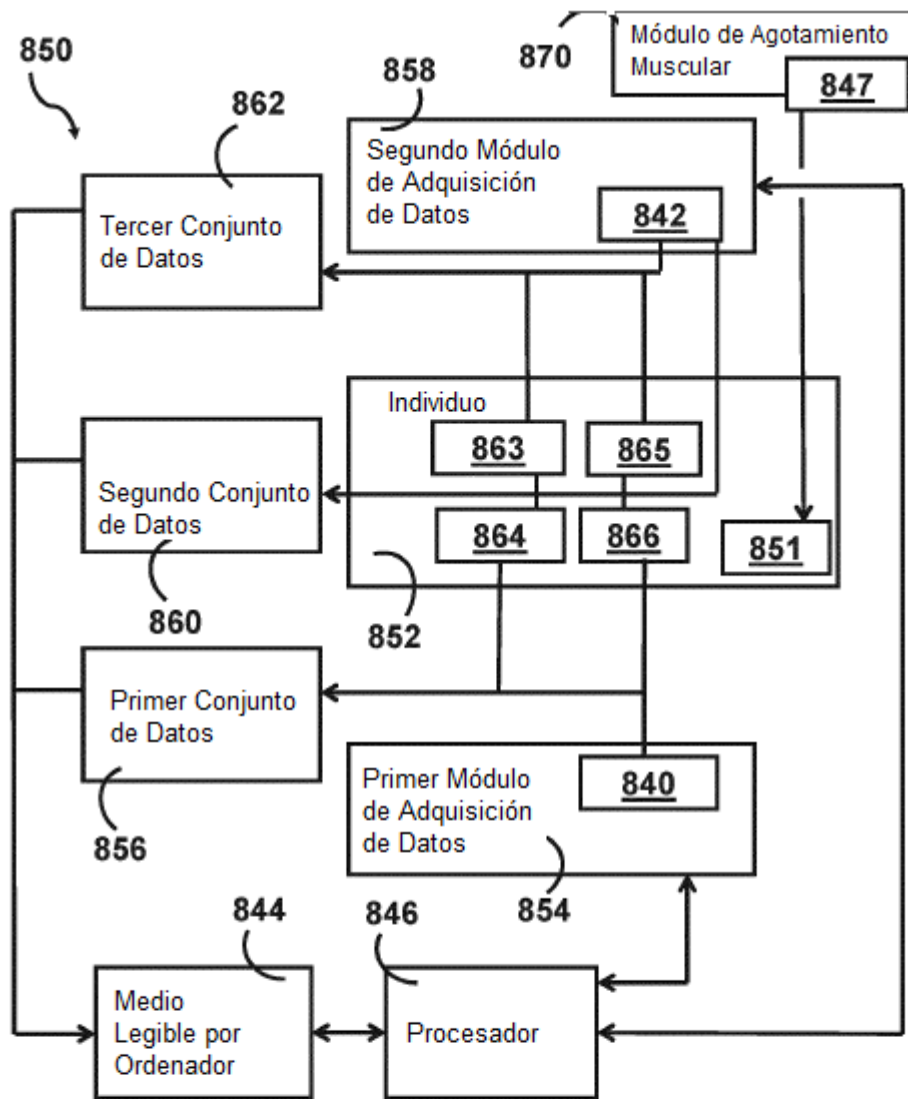 850
862
858
870
Módulo de Agotamiento
Muscular
847
Segundo Módulo
de Adquisición
de Datos
842
Tercer Conjunto
de Datos
Individuo
863
865
864
866
851
Segundo Conjunto
de Datos
860
852
Primer Conjunto
de Datos
856
Primer Módulo
de Adquisición
de Datos
840
854
844
846
Medio
Legible por
Ordenador
Procesador